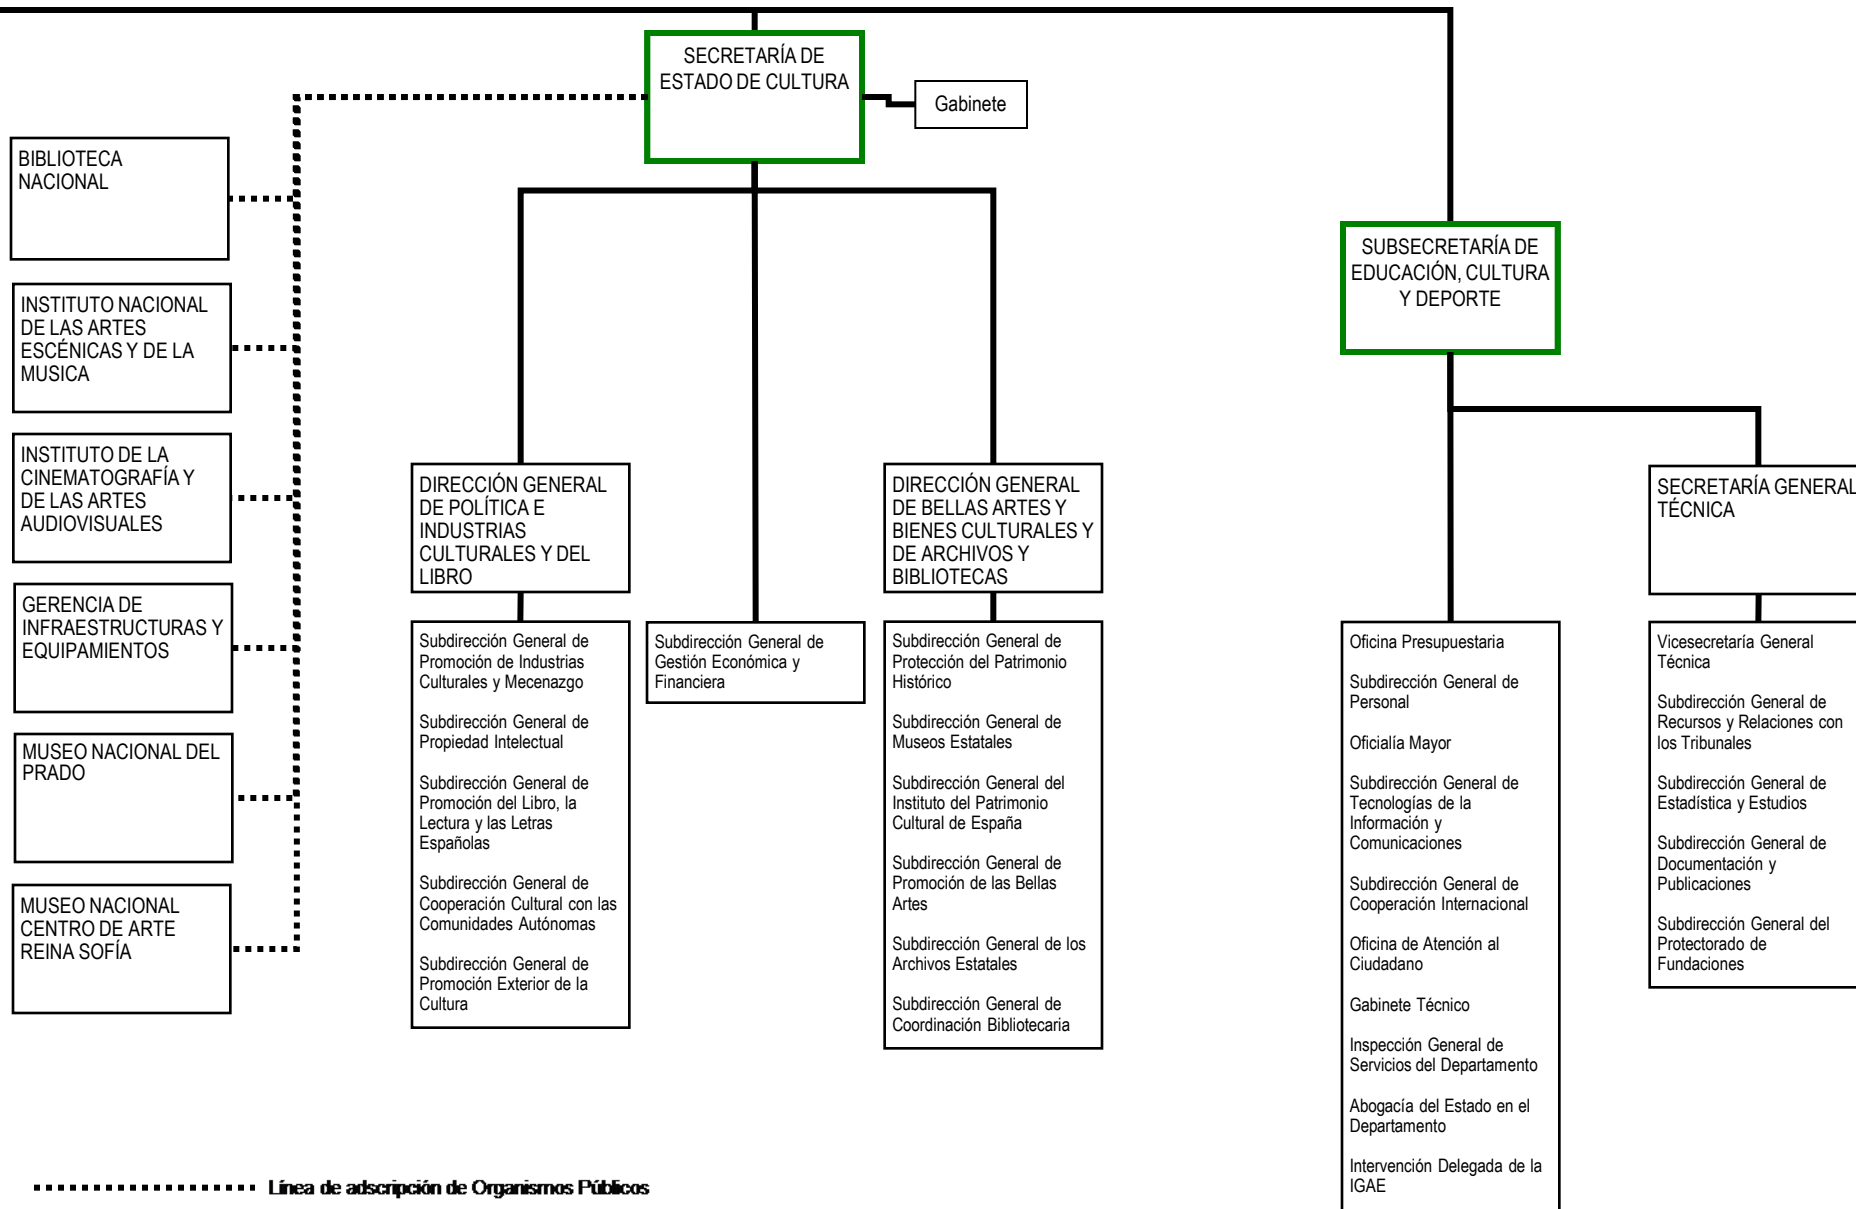 SECRETARÍA DE
ESTADO DE CULTURA
Gabinete
BIBLIOTECA
NACIONAL
INSTITUTO NACIONAL
DE LAS ARTES
ESCÉNICAS Y DE LA
MUSICA
INSTITUTO DE LA
CINEMATOGRAFÍA Y
DE LAS ARTES
AUDIOVISUALES
GERENCIA DE
INFRAESTRUCTURAS Y
EQUIPAMIENTOS
MUSEO NACIONAL DEL
PRADO
MUSEO NACIONAL
CENTRO DE ARTE
REINA SOFÍA
DIRECCIÓN GENERAL
DE POLÍTICA E
INDUSTRIAS
CULTURALES Y DEL
LIBRO
Subdirección General de
Promoción de Industrias
Culturales y Mecenazgo
Subdirección General de
Propiedad Intelectual
Subdirección General de
Promoción del Libro, la
Lectura y las Letras
Españolas
Subdirección General de
Cooperación Cultural con las
Comunidades Autónomas
Subdirección General de
Promoción Exterior de la
Cultura
Subdirección General de
Gestión Económica y
Financiera
DIRECCIÓN GENERAL
DE BELLAS ARTES Y
BIENES CULTURALES Y
DE ARCHIVOS Y
BIBLIOTECAS
Subdirección General de
Protección del Patrimonio
Histórico
Subdirección General de
Museos Estatales
Subdirección General del
Instituto del Patrimonio
Cultural de España
Subdirección General de
Promoción de las Bellas
Artes
Subdirección General de los
Archivos Estatales
Subdirección General de
Coordinación Bibliotecaria
SUBSECRETARÍA DE
EDUCACIÓN, CULTURA
Y DEPORTE
Oficina Presupuestaria
Subdirección General de
Personal
Oficialía Mayor
Subdirección General de
Tecnologías de la
Información y
Comunicaciones
Subdirección General de
Cooperación Internacional
Oficina de Atención al
Ciudadano
Gabinete Técnico
Inspección General de
Servicios del Departamento
Abogacía del Estado en el
Departamento
Intervención Delegada de la
IGAE
SECRETARÍA GENERAL
TÉCNICA
Vicesecretaría General
Técnica
Subdirección General de
Recursos y Relaciones con
los Tribunales
Subdirección General de
Estadística y Estudios
Subdirección General de
Documentación y
Publicaciones
Subdirección General del
Protectorado de
Fundaciones
Línea de adscripción de Organismos Públicos